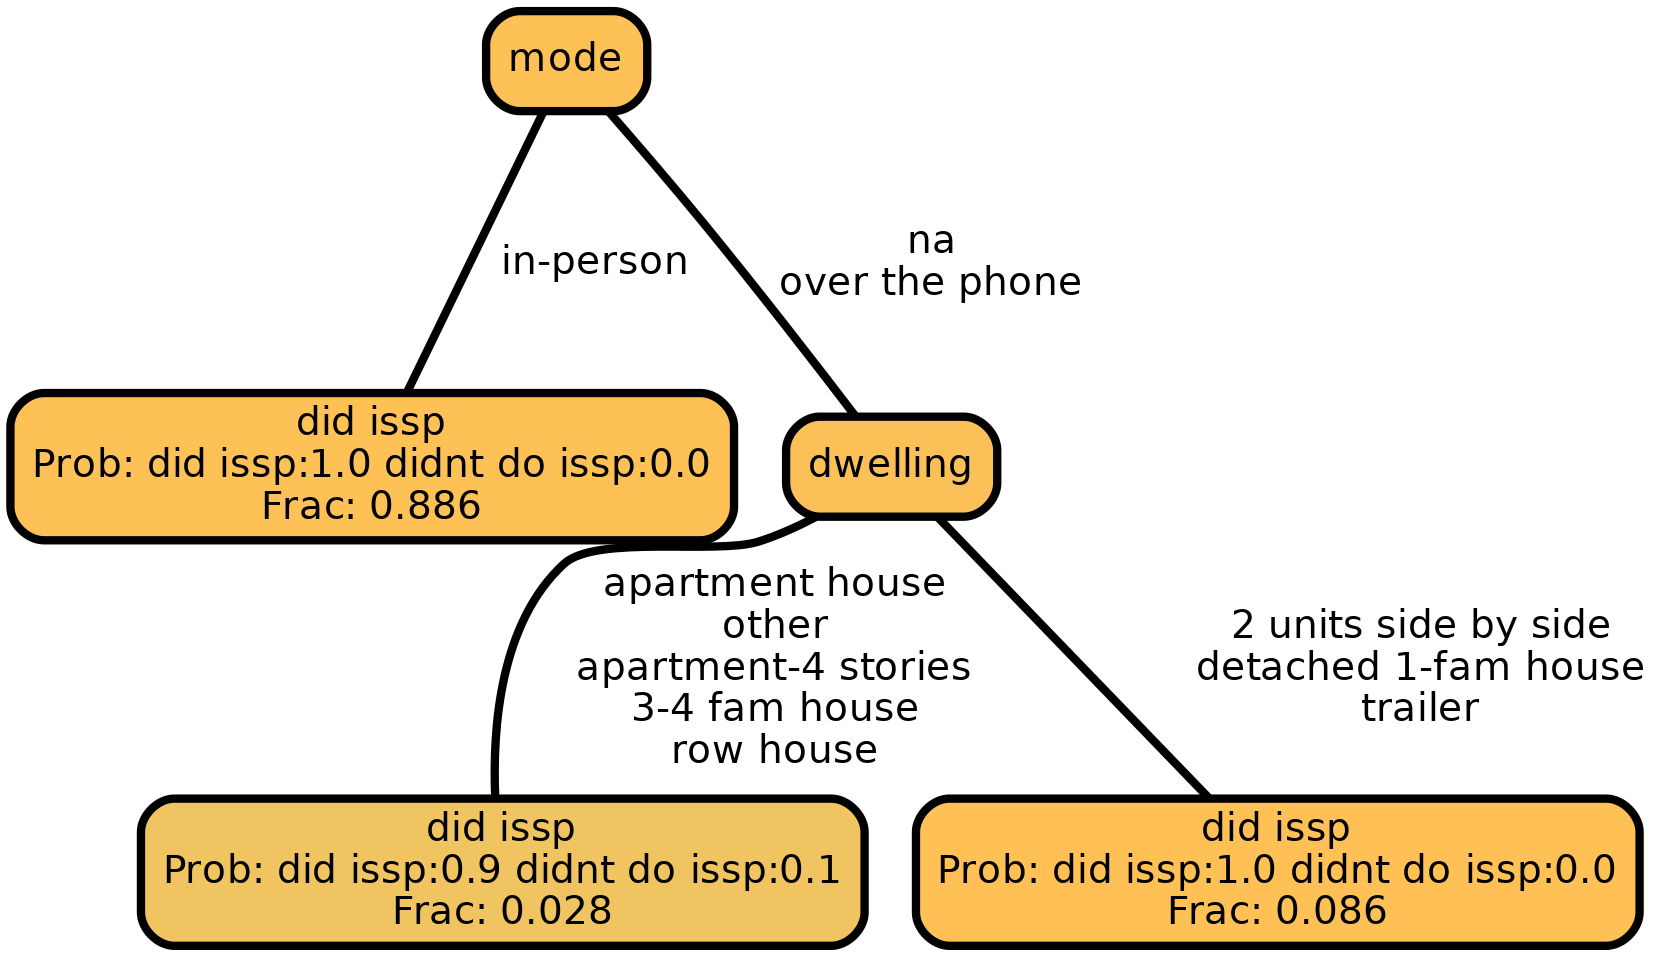 mode
in-person
na
over the phone
did issp
Prob: did issp:1.0 didnt do issp:0.0
Frac: 0.886
dwelling
apartment house
other
apartment-4 stories
3-4 fam house
row house
2 units side by side
detached 1-fam house
trailer
did issp
Prob: did issp:0.9 didnt do issp:0.1
Frac: 0.028
did issp
Prob: did issp:1.0 didnt do issp:0.0
Frac: 0.086